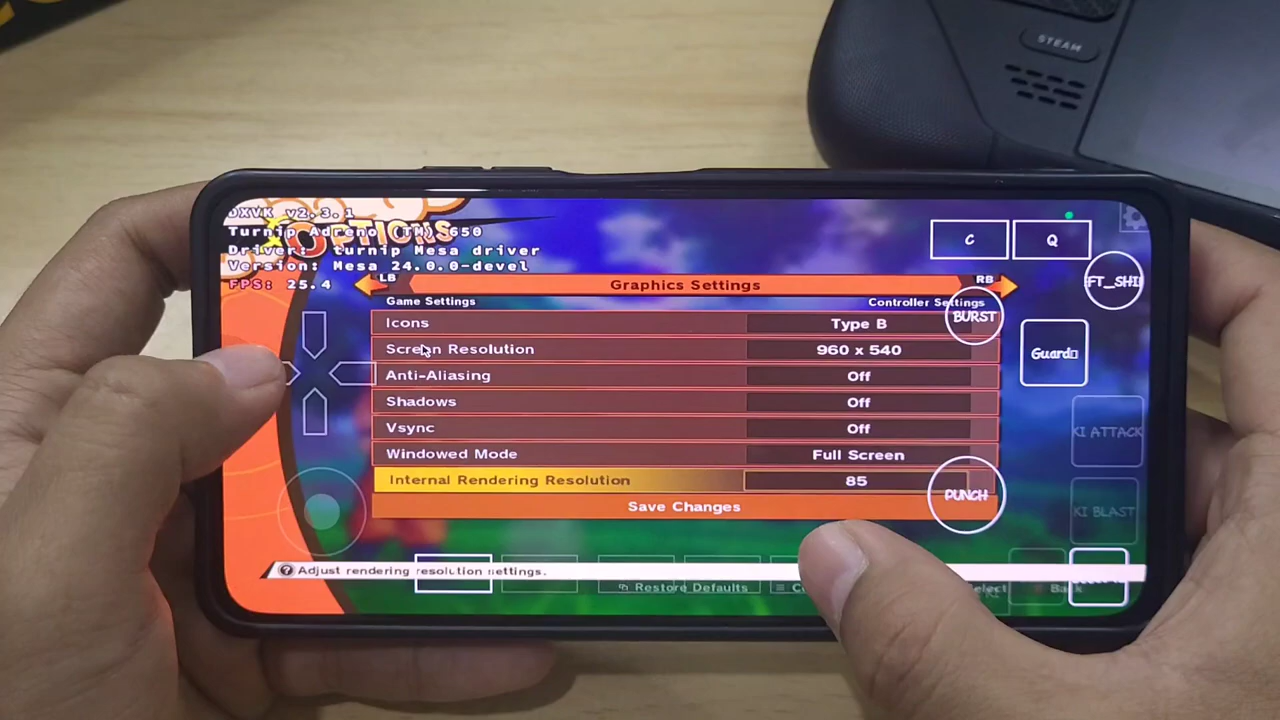 STEAM
DXVK v2.3.1
OPTIONS
Turnip Adreno (TM) 650
Driver: turnip Mesa driver
Version: Mesa 24.0.0-devel
FPS: 25.4
C
Q
LB
Graphics Settings
RB
Game Settings
Controller Settings
BURST
Icons
Type B
Screen Resolution
960 x 540
Guard
Anti-Aliasing
Off
Shadows
Off
Vsync
Off
KI ATTACK
Windowed Mode
Full Screen
Internal Rendering Resolution
85
PUNCH
Save Changes
KI BLAST
Adjust rendering resolution settings.
Restore Defaults
Back